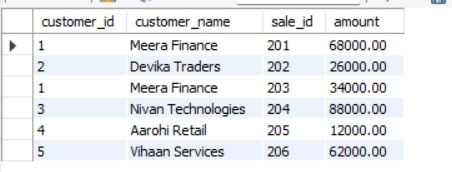 customer_id customer_name sale_id amount
1 Meera Finance 201 68000.00
2 Devika Traders 202 26000.00
1 Meera Finance 203 34000.00
3 Nivan Technologies 204 88000.00
4 Aarohi Retail 205 12000.00
5 Vihaan Services 206 62000.00